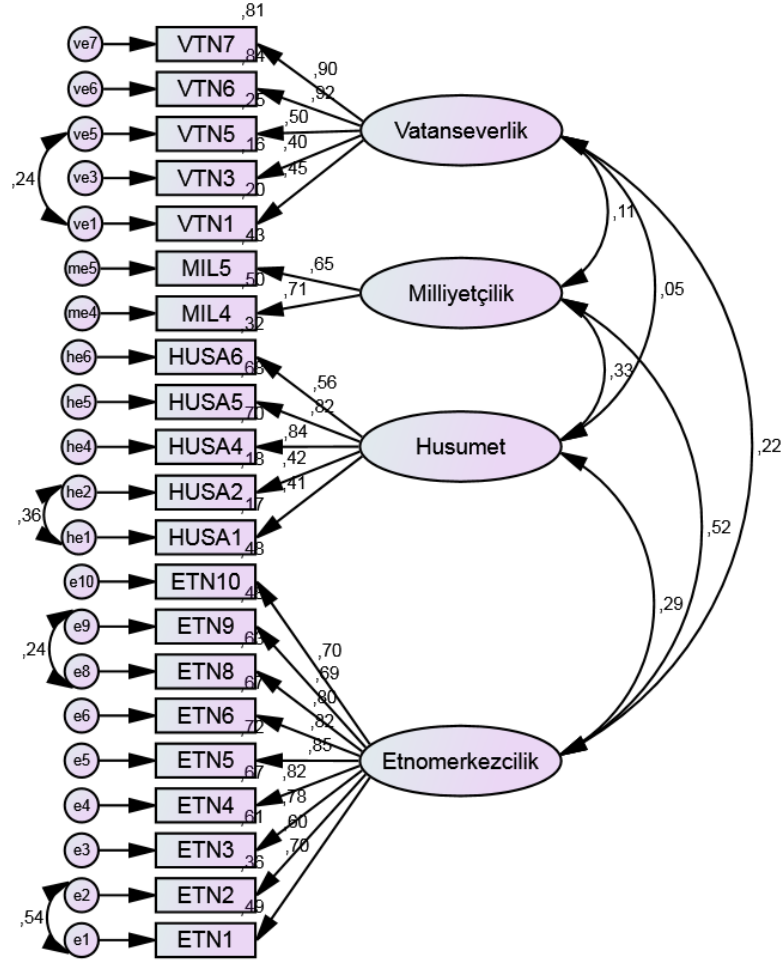 ,81
ve7 VTN7
,84
,90
ve6 VTN6
,92
,25
ve5 VTN5
,50
,16
,40
ve3 VTN3
,45
,20
ve1 VTN1
,24
Vatanseverlik
,43
me5 MIL5
,65
,50
me4 MIL4
,71
Milliyetçilik
,11
,05
,32
he6 HUSA6
,56
,68
he5 HUSA5
,82
,70
he4 HUSA4
,84
,18
he2 HUSA2
,42
,17
he1 HUSA1
,41
,36
Husumet
,33
,22
,52
,29
,48
e10 ETN10
,70
e9 ETN9
,69
,63
e8 ETN8
,80
,24
,67
e6 ETN6
,82
,72
e5 ETN5
,85
Etnomerkezcilik
,67
e4 ETN4
,82
,61
e3 ETN3
,78
,36
e2 ETN2
,60
,49
e1 ETN1
,70
,54